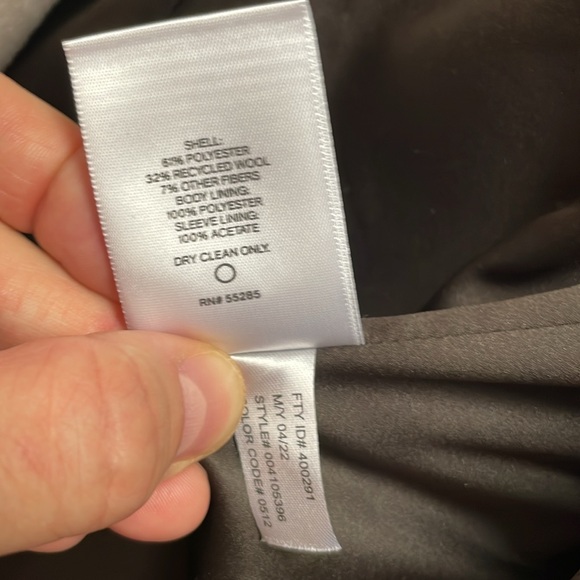 SHELL:
61% POLYESTER
32% RECYCLED WOOL
7% OTHER FIBERS
BODY LINING:
100% POLYESTER
SLEEVE LINING:
100% ACETATE
DRY CLEAN ONLY.
RN# 55285
FTY ID# 400291
M/Y 04/22
STYLE# 004105396
CODE# 0512